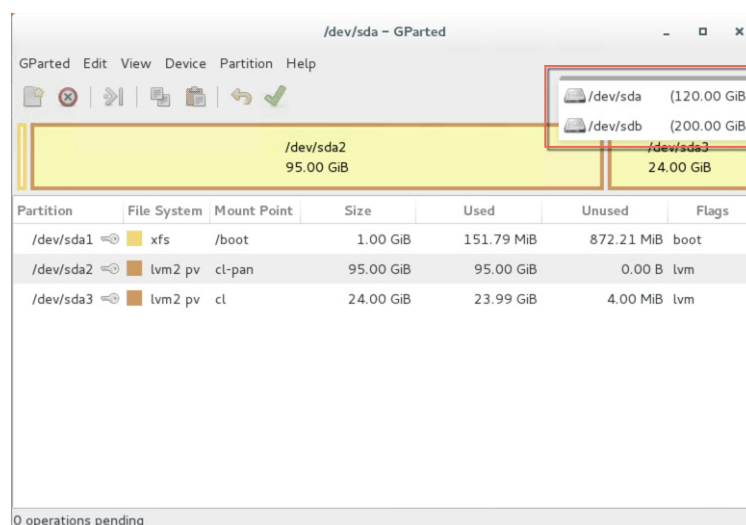 /dev/sda – GParted
GParted Edit View Device Partition Help
/dev/sda (120.00 GiB
/dev/sdb (200.00 GiB
/dev/sda2
95.00 GiB
/dev/sda3
24.00 GiB
Partition File System Mount Point Size Used Unused Flags
/dev/sda1 xfs /boot 1.00 GiB 151.79 MiB 872.21 MiB boot
/dev/sda2 lvm2 pv cl-pan 95.00 GiB 95.00 GiB 0.00 B lvm
/dev/sda3 lvm2 pv cl 24.00 GiB 23.99 GiB 4.00 MiB lvm
0 operations pending